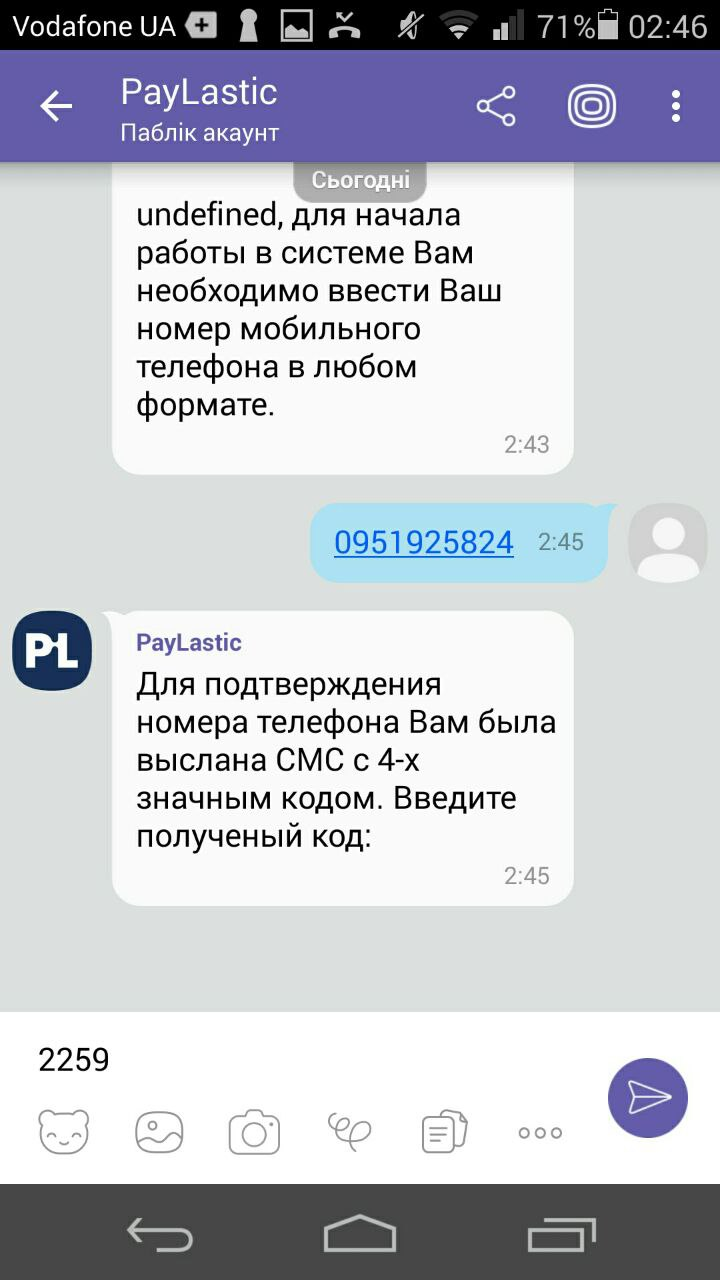 Vodafone UA 71% 02:46
PayLastic
Паблік акаунт
Сьогодні
undefined, для начала
работы в системе Вам
необходимо ввести Ваш
номер мобильного
телефона в любом
формате.
2:43
0951925824 2:45
PL
PayLastic
Для подтверждения
номера телефона Вам была
выслана СМС с 4-х
значным кодом. Введите
полученый код:
2:45
2259